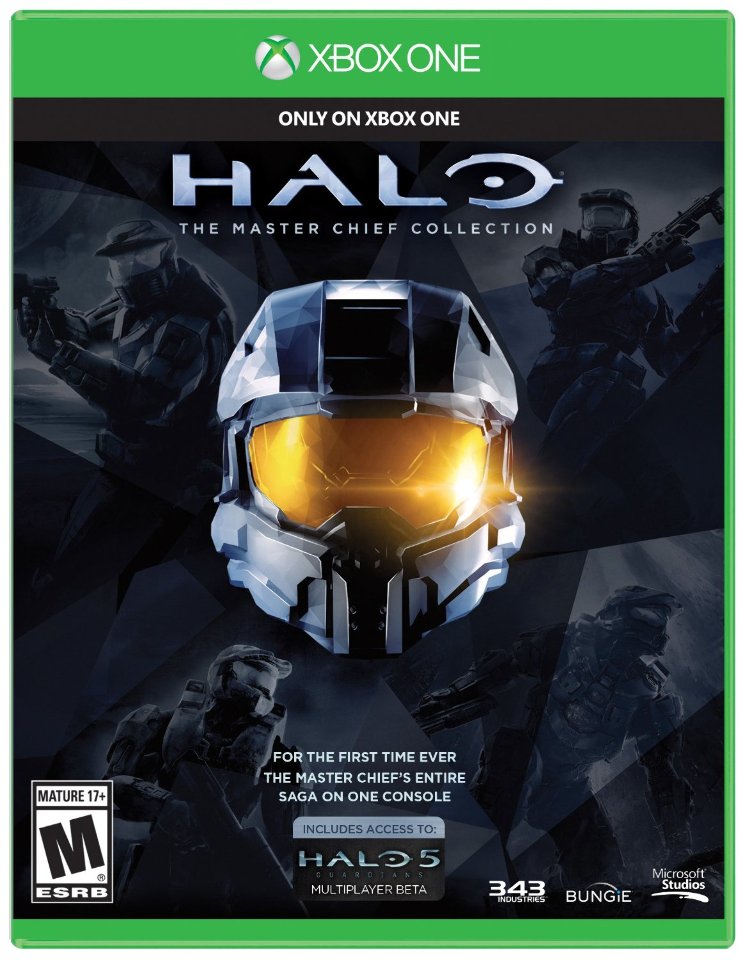 XBOX ONE
ONLY ON XBOX ONE
HALO
THE MASTER CHIEF COLLECTION
FOR THE FIRST TIME EVER
THE MASTER CHIEF'S ENTIRE
SAGA ON ONE CONSOLE
INCLUDES ACCESS TO:
HALO 5
GUARDIANS
MULTIPLAYER BETA
MATURE 17+
M
®
ESRB
343
INDUSTRIES
BUNGiE
Microsoft®
Studios